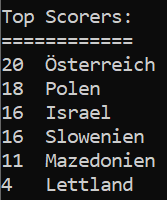 Top Scorers:
============
20  Österreich
18  Polen
16  Israel
16  Slowenien
11  Mazedonien
4   Lettland